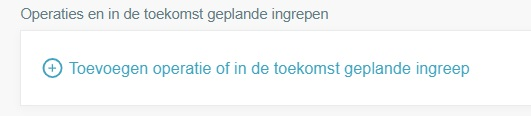 Operaties en in de toekomst geplande ingrepen
Toevoegen operatie of in de toekomst geplande ingreep